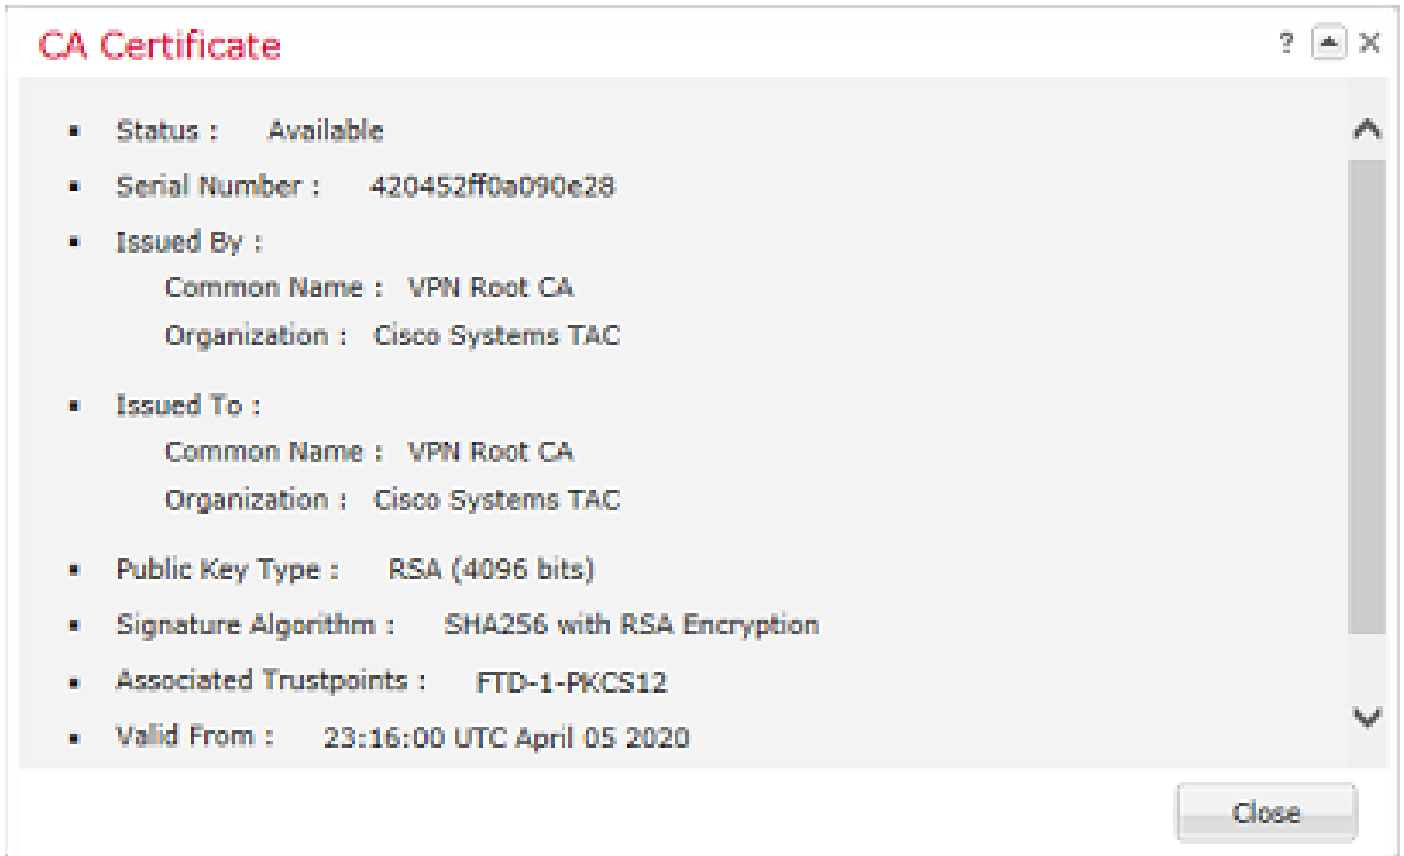 CA Certificate ?
Status : Available
Serial Number : 420452ff0a090e28
Issued By :
Common Name : VPN Root CA
Organization : Cisco Systems TAC
Issued To :
Common Name : VPN Root CA
Organization : Cisco Systems TAC
Public Key Type : RSA (4096 bits)
Signature Algorithm : SHA256 with RSA Encryption
Associated Trustpoints : FTD-1-PKCS12
Valid From : 23:16:00 UTC April 05 2020
Close